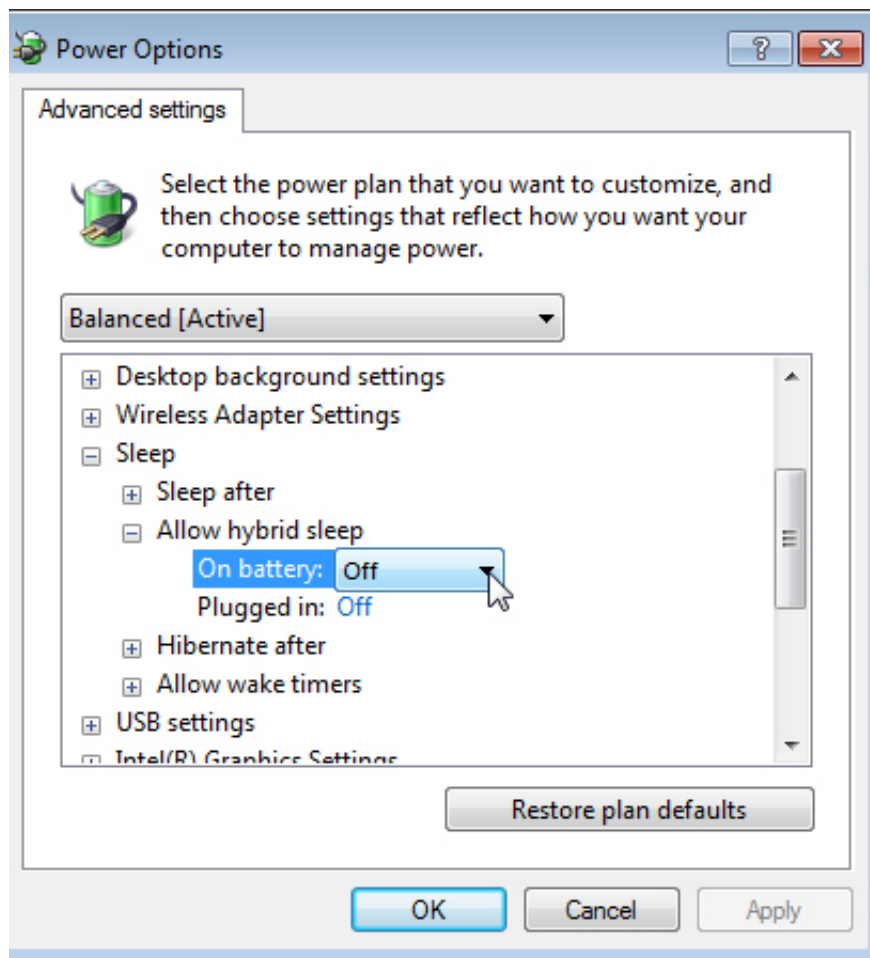 Power Options
?
Advanced settings
Select the power plan that you want to customize, and
then choose settings that reflect how you want your
computer to manage power.
Balanced [Active]
Desktop background settings
Wireless Adapter Settings
Sleep
Sleep after
Allow hybrid sleep
On battery: Off
Plugged in: Off
Hibernate after
Allow wake timers
USB settings
Intel(R) Graphics Settings
Restore plan defaults
OK Cancel Apply